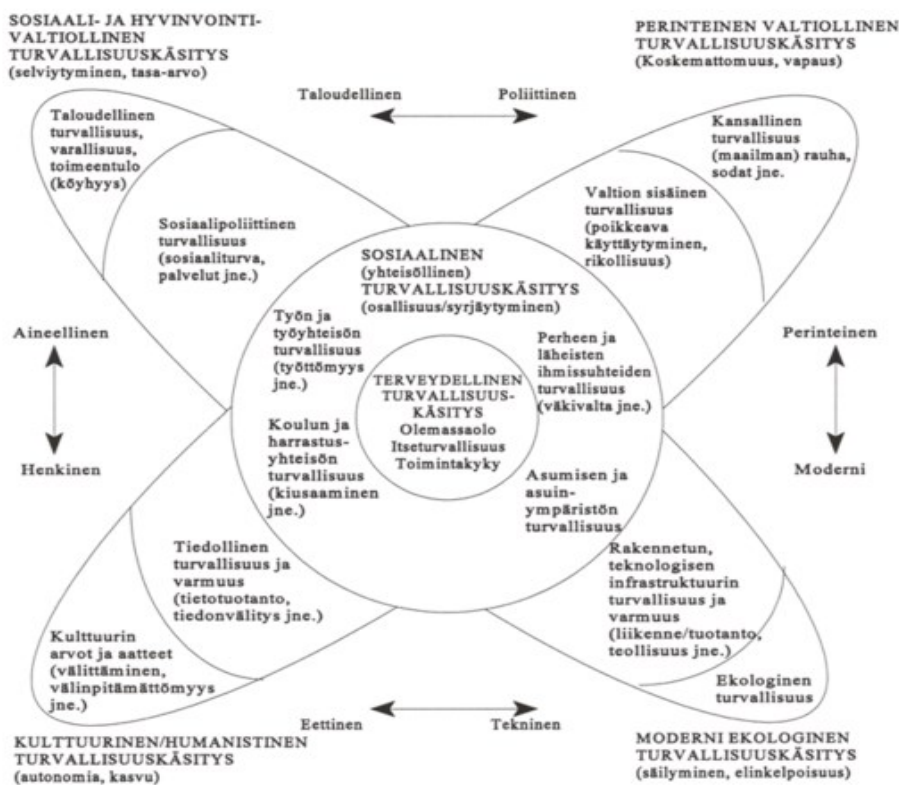 SOSIAALI- JA HYVINVOINTI-
VALTIOLLINEN
TURVALLISUUSKÄSITYS
(selviytyminen, tasa-arvo)
PERINTEINEN VALTIOLLINEN
TURVALLISUUSKÄSITYS
(Koskemattomuus, vapaus)
Taloudellinen
Poliittinen
Taloudellinen
turvallisuus,
varallisuus,
toimeentulo
(köyhyys)
Sosiaalipoliittinen
turvallisuus
(sosiaaliturva,
palvelut jne.)
Kansallinen
turvallisuus
(maailman) rauha,
sodat jne.
Valtion sisäinen
turvallisuus
(poikkeava
käyttäytyminen,
rikollisuus)
SOSIAALINEN
(yhteisöllinen)
TURVALLISUUSKÄSITYS
(osallisuus/syrjäytyminen)
Aineellinen
Henkinen
Perinteinen
Moderni
Työn ja
työyhteisön
turvallisuus
(työttömyys
jne.)
Perheen ja
läheisten
ihmissuhteiden
turvallisuus
(väkivalta jne.)
TERVEYDELLINEN
TURVALLISUUS-
KÄSITYS
Olemassaolo
Itseturvallisuus
Toimintakyky
Koulun ja
harrastus-
yhteisön
turvallisuus
(kiusaaminen
jne.)
Asumisen ja
asuin-
ympäristön
turvallisuus
Tiedollinen
turvallisuus ja
varmuus
(tietotuotanto,
tiedonvälitys jne.)
Kulttuurin
arvot ja aatteet
(välittäminen,
välinpitämättömyys
jne.)
Rakennetun,
teknologisen
infrastruktuurin
turvallisuus ja
varmuus
(liikenne/tuotanto,
teollisuus jne.)
Ekologinen
turvallisuus
Eettinen
Tekninen
KULTTUURINEN/HUMANISTINEN
TURVALLISUUSKÄSITYS
(autonomia, kasvu)
MODERNI EKOLOGINEN
TURVALLISUUSKÄSITYS
(säilyminen, elinkelpoisuus)